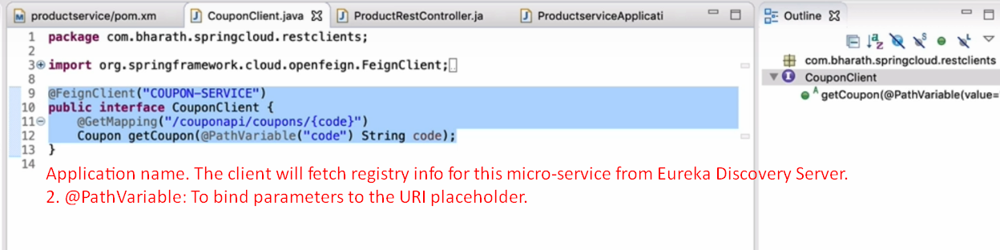 productservice/pom.xm
CouponClient.java
ProductRestController.ja
ProductserviceApplicati
Outline
1 package com.bharath.springcloud.restclients;
2
3 import org.springframework.cloud.openfeign.FeignClient;
8
9 @FeignClient("COUPON-SERVICE")
10 public interface CouponClient {
11 @GetMapping("/couponapi/coupons/{code}")
12 Coupon getCoupon(@PathVariable("code") String code);
13 }
14
Application name. The client will fetch registry info for this micro-service from Eureka Discovery Server.
2. @PathVariable: To bind parameters to the URI placeholder.
com.bharath.springcloud.restclients
CouponClient
getCoupon(@PathVariable(value=